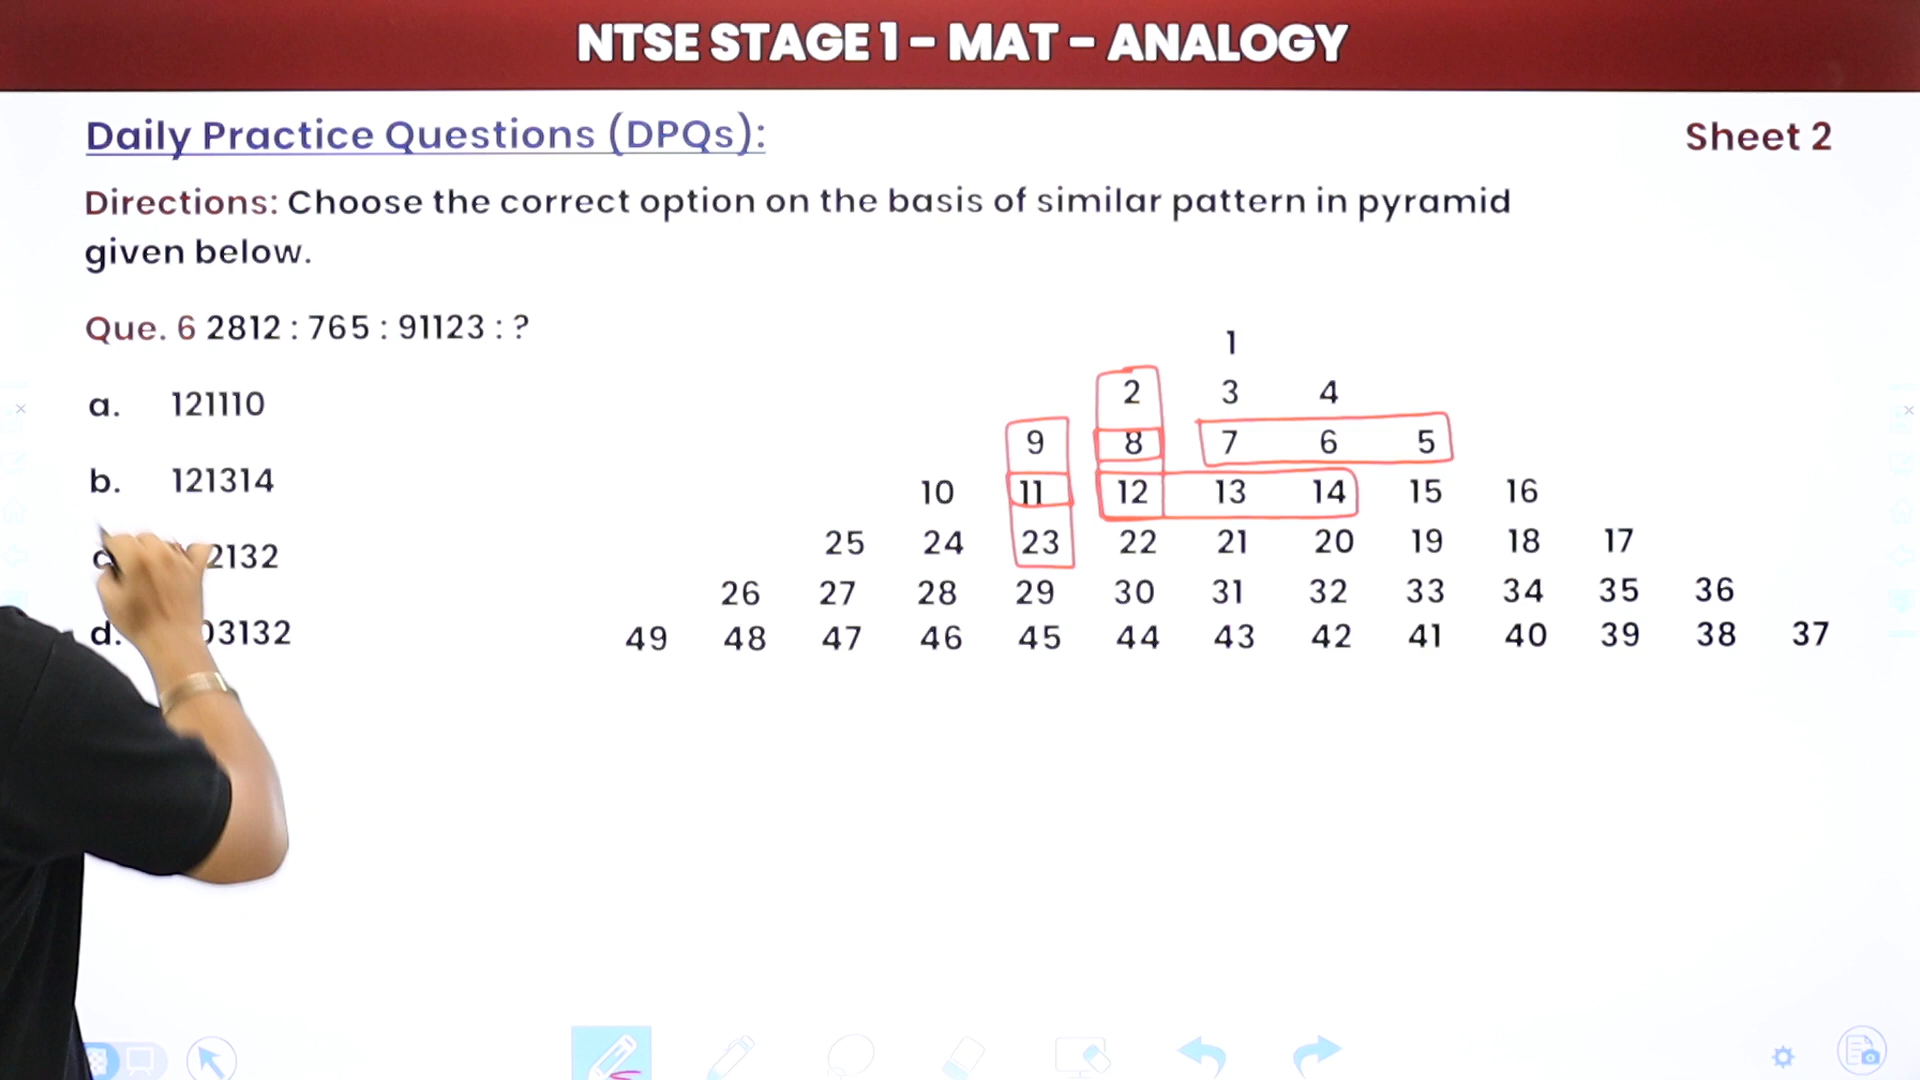 NTSE STAGE 1 - MAT - ANALOGY
Daily Practice Questions (DPQs):
Sheet 2
Directions: Choose the correct option on the basis of similar pattern in pyramid
given below.
Que. 6 2812 : 765 : 91123 : ?
a. 121110
b. 121314
2132
d. 3132
1
2 3 4
9 8 7 6 5
10 11 12 13 14 15 16
25 24 23 22 21 20 19 18 17
26 27 28 29 30 31 32 33 34 35 36
49 48 47 46 45 44 43 42 41 40 39 38 37